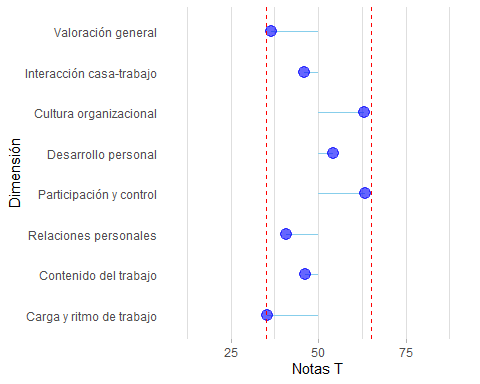 Valoración general
Interacción casa-trabajo
Cultura organizacional
Desarrollo personal
Participación y control
Relaciones personales
Contenido del trabajo
Carga y ritmo de trabajo
Dimensión
25 50 75
Notas T